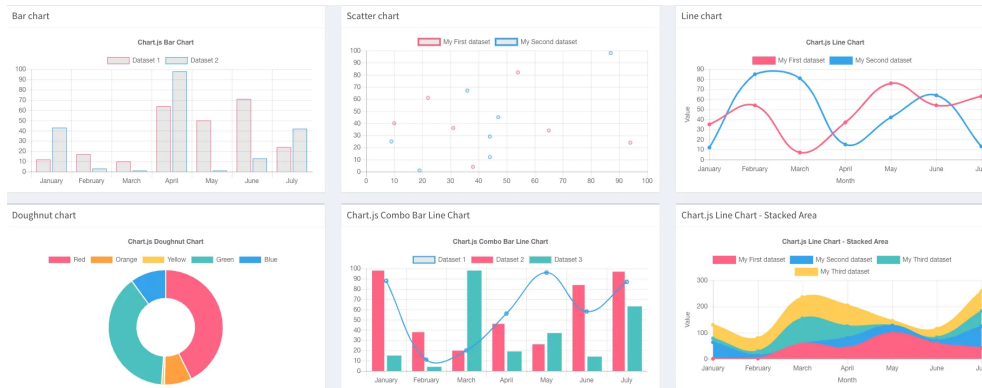 Bar chart
Chart.js Bar Chart
Dataset 1 Dataset 2
100
90
80
70
60
50
40
30
20
10
0
January February March April May June July
Scatter chart
My First dataset My Second dataset
100
90
80
70
60
50
40
30
20
10
0
0 10 20 30 40 50 60 70 80 90 100
Line chart
Chart.js Line Chart
My First dataset My Second dataset
Value
90
80
70
60
50
40
30
20
10
0
January February March April May June
Month
Doughnut chart
Chart.js Doughnut Chart
Red Orange Yellow Green Blue
Chart.js Combo Bar Line Chart
Chart.js Combo Bar Line Chart
Dataset 1 Dataset 2 Dataset 3
100
90
80
70
60
50
40
30
20
10
0
January February March April May June July
Chart.js Line Chart - Stacked Area
Chart.js Line Chart - Stacked Area
My First dataset My Second dataset My Third dataset
My Third dataset
Value
300
200
100
0
January February March April May June
Month